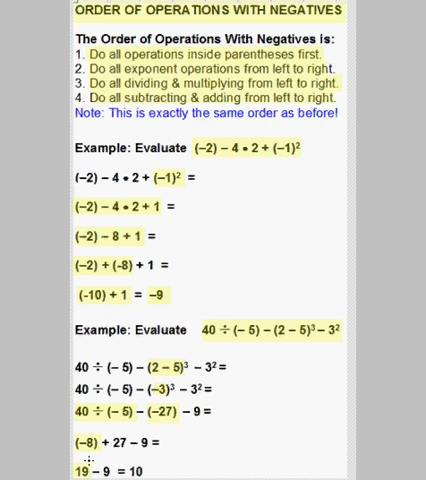 ORDER OF OPERATIONS WITH NEGATIVES
The Order of Operations With Negatives is:
1. Do all operations inside parentheses first.
2. Do all exponent operations from left to right.
3. Do all dividing & multiplying from left to right.
4. Do all subtracting & adding from left to right.
Note: This is exactly the same order as before!
Example: Evaluate (–2) – 4 • 2 + (–1)²
(–2) – 4 • 2 + (–1)² =
(–2) – 4 • 2 + 1 =
(–2) – 8 + 1 =
(–2) + (-8) + 1 =
(-10) + 1 = –9
Example: Evaluate 40 ÷ (– 5) – (2 – 5)³ – 3²
40 ÷ (– 5) – (2 – 5)³ – 3² =
40 ÷ (– 5) – (–3)³ – 3² =
40 ÷ (– 5) – (–27) – 9 =
(–8) + 27 – 9 =
19 – 9 = 10